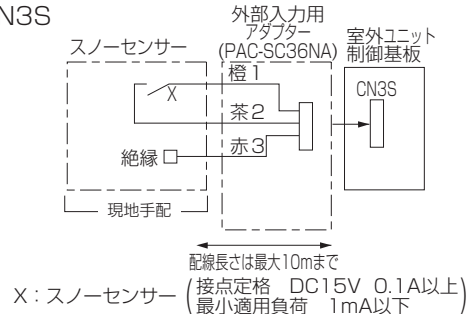 N3S
外部入力用
アダプター
(PAC-SC36NA)
室外ユニット
制御基板
スノーセンサー
橙1
CN3S
X
茶2
赤3
絶縁
現地手配
配線長さは最大10mまで
X:スノーセンサー(接点定格 DC15V 0.1A以上)
最小適用負荷 1mA以下